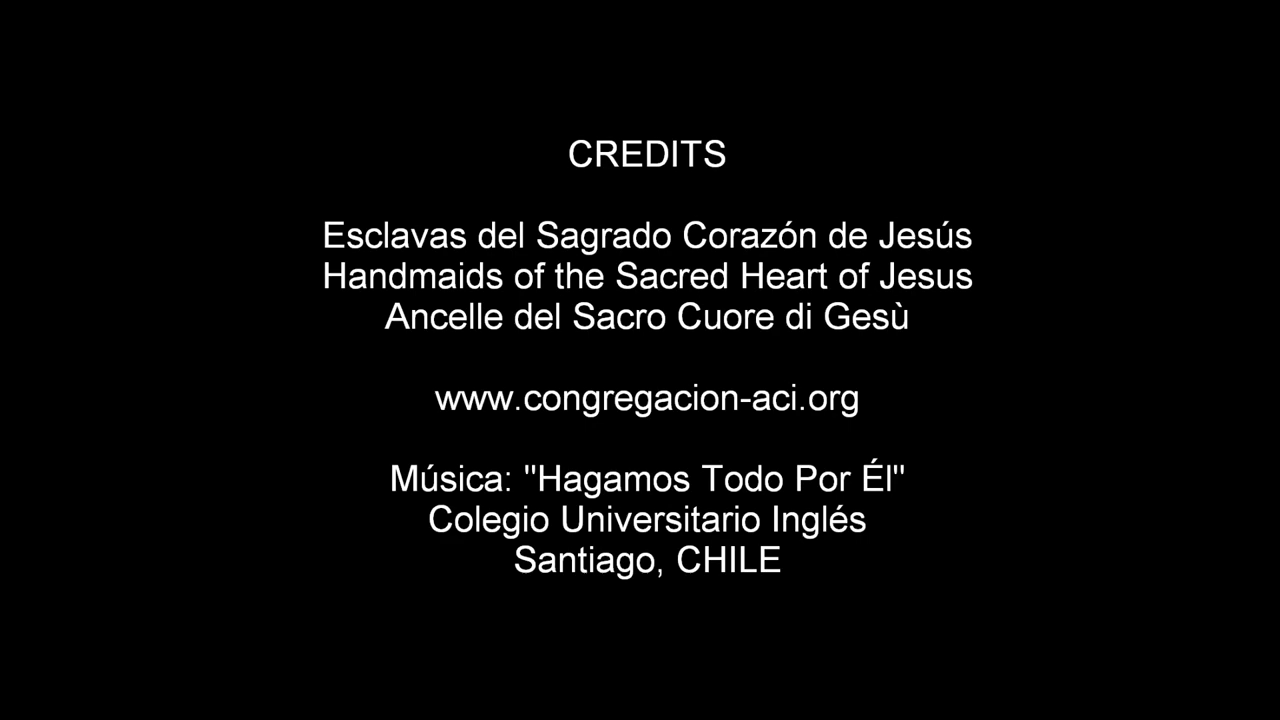 CREDITS
Esclavas del Sagrado Corazón de Jesús
Handmaids of the Sacred Heart of Jesus
Ancelle del Sacro Cuore di Gesù
www.congregacion-aci.org
Música: "Hagamos Todo Por Él"
Colegio Universitario Inglés
Santiago, CHILE